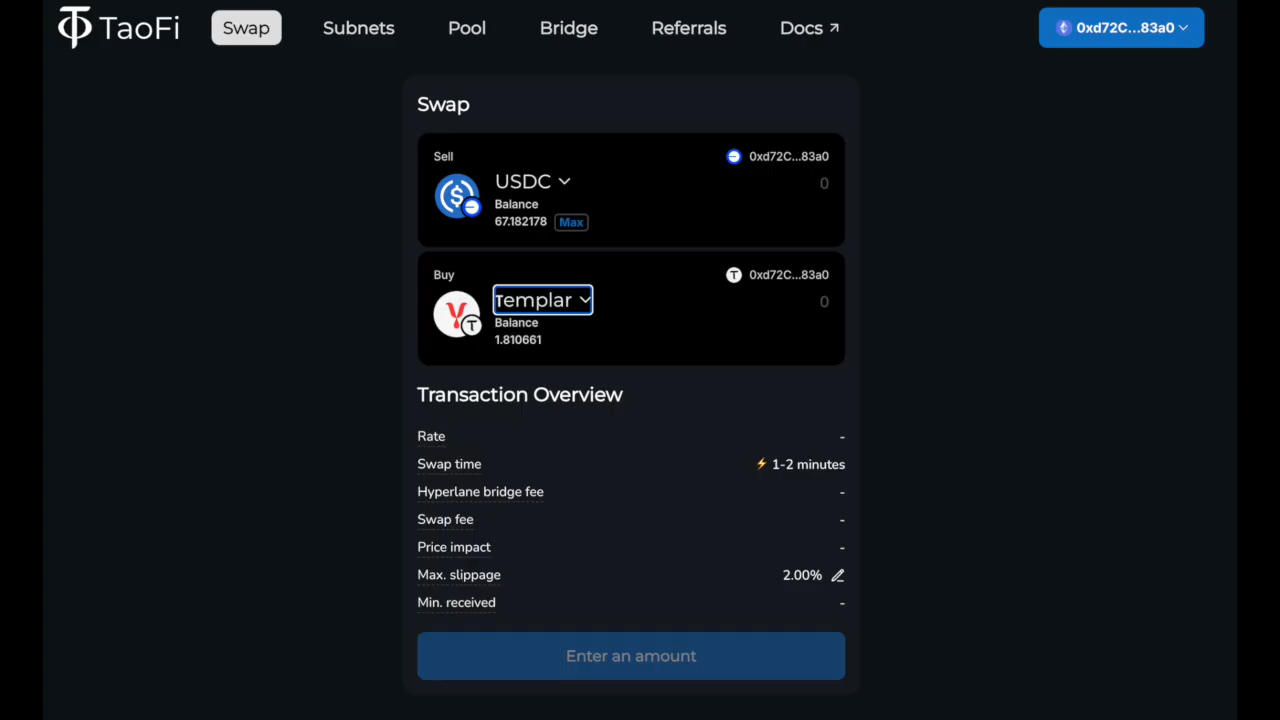 TaoFi Swap Subnets Pool Bridge Referrals Docs ↗ 0xd72C...83a0
Swap
Sell 0xd72C...83a0
USDC 0
Balance
67.182178 Max
Buy T 0xd72C...83a0
Templar 0
T
Balance
1.810661
Transaction Overview
Rate -
Swap time ⚡ 1-2 minutes
Hyperlane bridge fee -
Swap fee -
Price impact -
Max. slippage 2.00%
Min. received -
Enter an amount